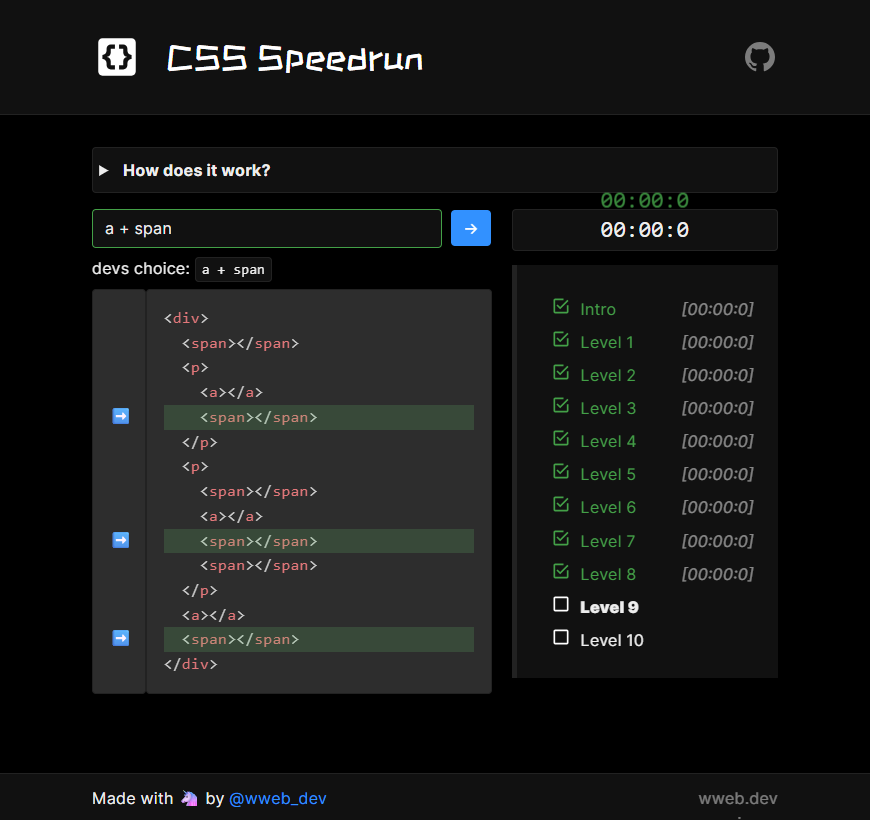 CSS Speedrun
How does it work?
a + span
devs choice: a + span
00:00:0
00:00:0
<div>
<span></span>
<p>
<a></a>
<span></span>
</p>
<p>
<span></span>
<a></a>
<span></span>
<span></span>
</p>
<a></a>
<span></span>
</div>
Intro [00:00:0]
Level 1 [00:00:0]
Level 2 [00:00:0]
Level 3 [00:00:0]
Level 4 [00:00:0]
Level 5 [00:00:0]
Level 6 [00:00:0]
Level 7 [00:00:0]
Level 8 [00:00:0]
Level 9
Level 10
Made with 🦄 by @wweb_dev
wweb.dev